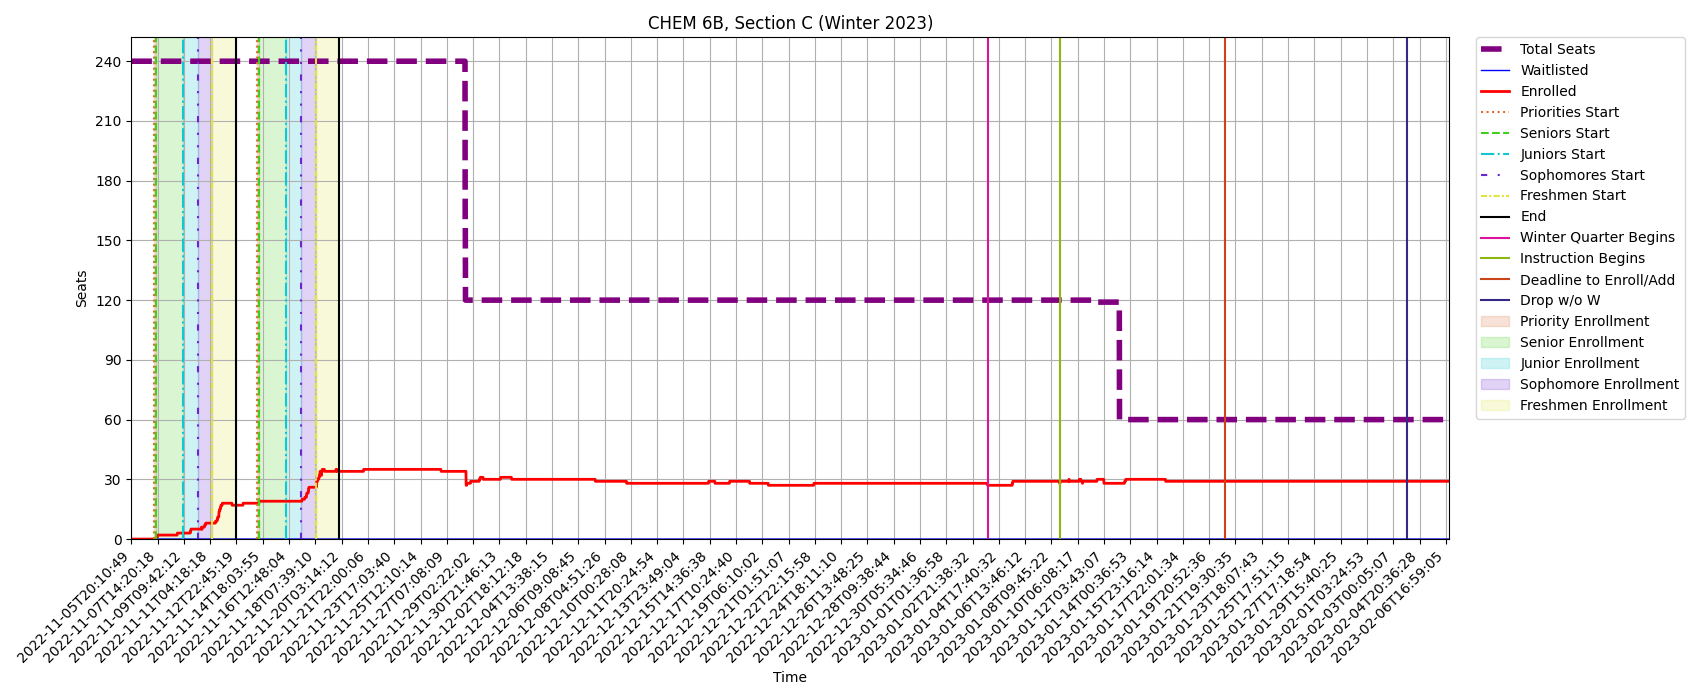 CHEM 6B, Section C (Winter 2023)
Seats
240
210
180
150
120
90
60
30
0
2022-11-05T20:10:49
2022-11-07T14:20:18
2022-11-09T09:42:12
2022-11-11T04:18:18
2022-11-12T22:45:19
2022-11-14T18:03:55
2022-11-16T12:48:04
2022-11-18T07:39:10
2022-11-20T03:14:12
2022-11-21T22:00:06
2022-11-23T17:03:40
2022-11-25T12:10:14
2022-11-27T07:08:09
2022-11-29T02:22:02
2022-11-30T21:46:13
2022-12-02T18:12:18
2022-12-04T13:38:15
2022-12-06T09:08:45
2022-12-08T04:51:26
2022-12-10T00:28:08
2022-12-11T20:24:54
2022-12-13T23:49:04
2022-12-15T14:36:38
2022-12-17T10:24:40
2022-12-19T06:10:02
2022-12-21T01:51:07
2022-12-22T22:15:58
2022-12-24T18:11:10
2022-12-26T13:48:25
2022-12-28T09:38:44
2022-12-30T05:34:46
2023-01-01T01:36:58
2023-01-02T21:38:32
2023-01-04T17:40:32
2023-01-06T13:46:12
2023-01-08T09:45:22
2023-01-10T06:08:17
2023-01-12T03:43:07
2023-01-14T00:36:53
2023-01-15T23:16:14
2023-01-17T22:01:34
2023-01-19T20:52:36
2023-01-21T19:30:35
2023-01-23T18:07:43
2023-01-25T17:51:15
2023-01-27T17:18:54
2023-01-29T15:40:25
2023-02-01T03:24:53
2023-02-03T00:05:07
2023-02-04T20:36:28
2023-02-06T16:59:05
Time
Total Seats
Waitlisted
Enrolled
Priorities Start
Seniors Start
Juniors Start
Sophomores Start
Freshmen Start
End
Winter Quarter Begins
Instruction Begins
Deadline to Enroll/Add
Drop w/o W
Priority Enrollment
Senior Enrollment
Junior Enrollment
Sophomore Enrollment
Freshmen Enrollment